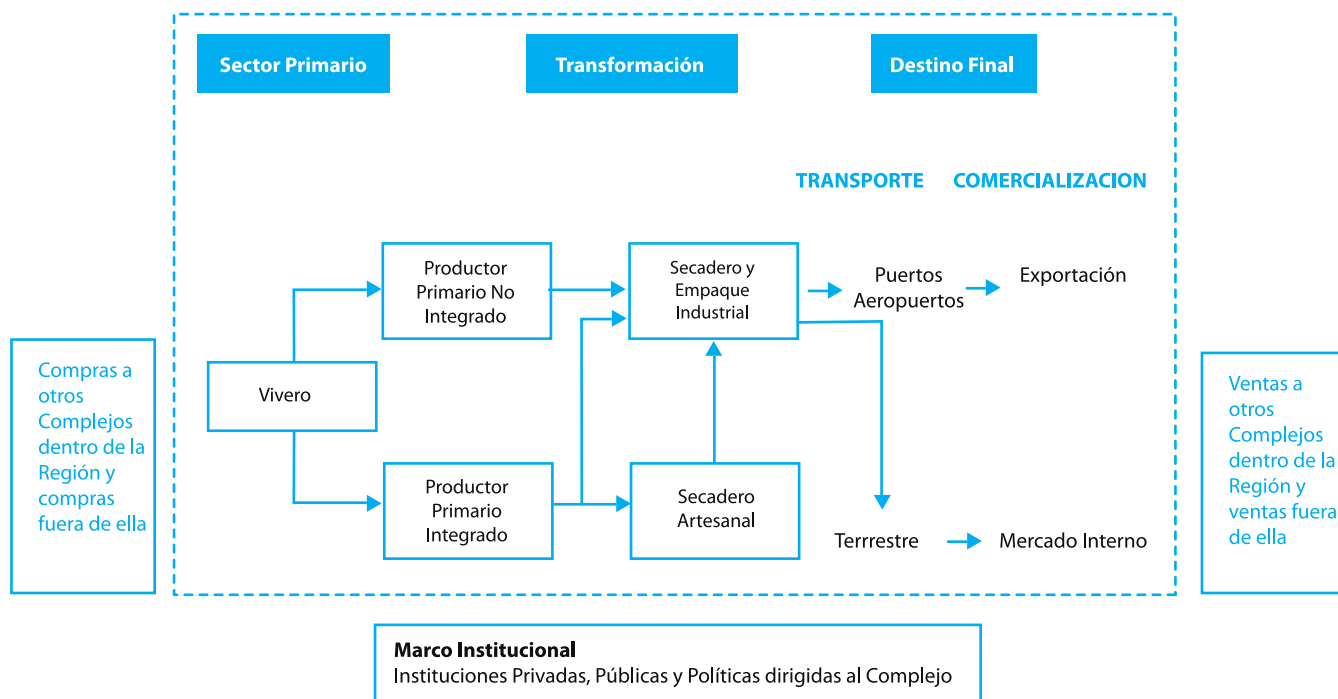 Sector Primario
Transformación
Destino Final
TRANSPORTE
COMERCIALIZACION
Compras a
otros
Complejos
dentro de la
Región y
compras
fuera de ella
Vivero
Productor
Primario No
Integrado
Productor
Primario
Integrado
Secadero y
Empaque
Industrial
Secadero
Artesanal
Puertos
Aeropuertos
Exportación
Terrrestre
Mercado Interno
Ventas a
otros
Complejos
dentro de la
Región y
ventas fuera
de ella
Marco Institucional
Instituciones Privadas, Públicas y Políticas dirigidas al Complejo